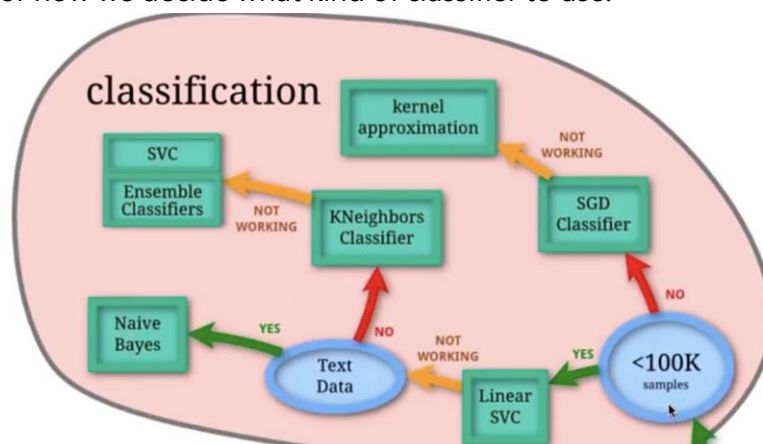 or how we decide what kind of classifier to use.
classification
kernel
approximation
NOT
WORKING
SVC
Ensemble
Classifiers
NOT
WORKING
KNeighbors
Classifier
SGD
Classifier
NO
Naive
Bayes
YES
NO
Text
Data
NOT
WORKING
YES
<100K
samples
Linear
SVC